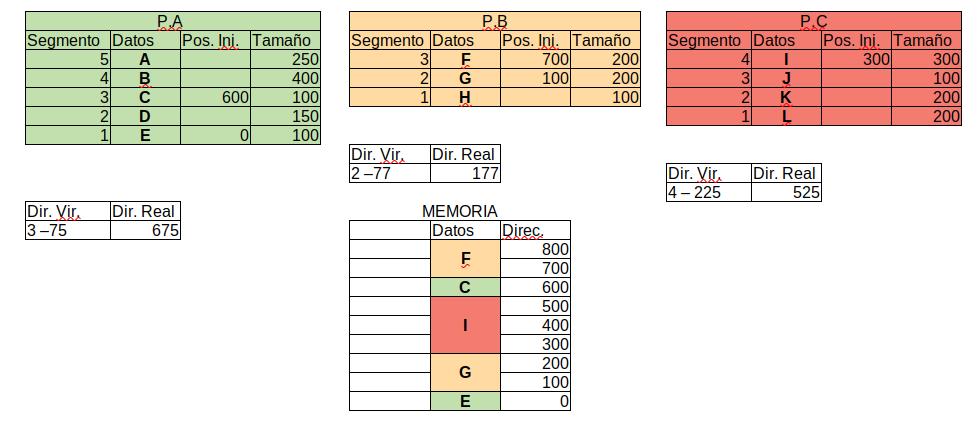 P.A
Segmento Datos Pos. Ini. Tamaño
5 A 250
4 B 400
3 C 600 100
2 D 150
1 E 0 100
P.B
Segmento Datos Pos. Ini. Tamaño
3 F 700 200
2 G 100 200
1 H 100
P.C
Segmento Datos Pos. Ini. Tamaño
4 I 300 300
3 J 100
2 K 200
1 L 200
Dir. Vir. Dir. Real
3 –75 675
Dir. Vir. Dir. Real
2 –77 177
Dir. Vir. Dir. Real
4 – 225 525
MEMORIA
Datos Direc.
800
F
700
C 600
500
I 400
300
200
G
100
E 0